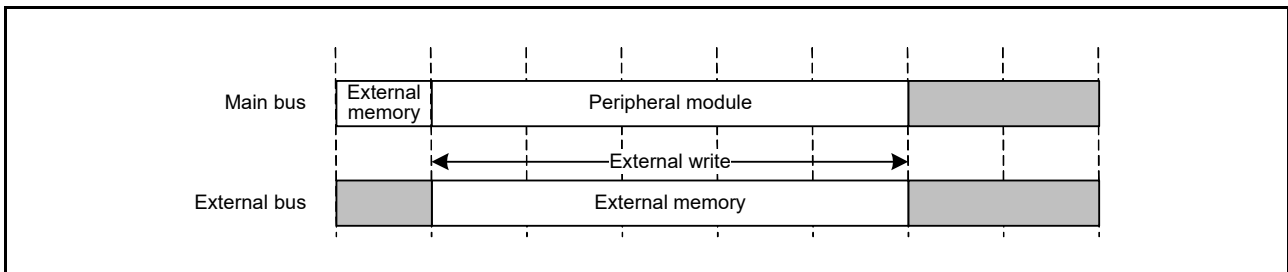 Main bus
External
memory
Peripheral module
External write
External bus
External memory